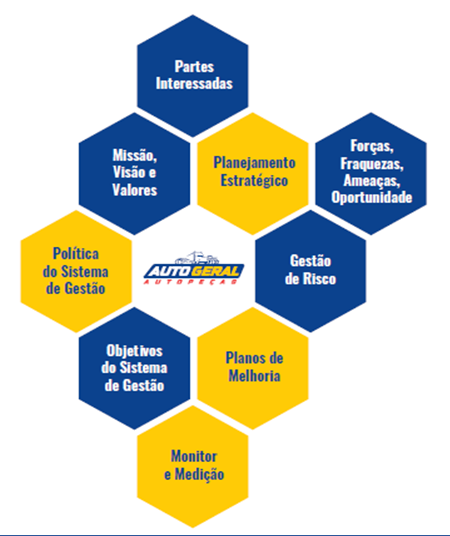 Partes
Interessadas
Missão,
Visão e
Valores
Planejamento
Estratégico
Forças,
Fraquezas,
Ameaças,
Oportunidade
Política
do Sistema
de Gestão
AUTO GERAL
AUTOPEÇAS
Gestão
de Risco
Objetivos
do Sistema
de Gestão
Planos de
Melhoria
Monitor
e Medição